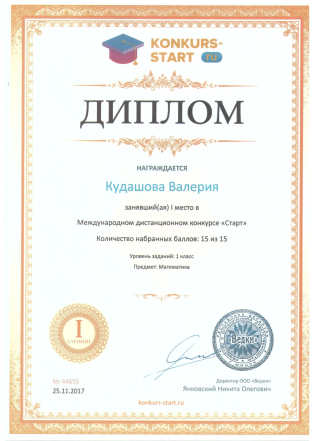 KONKURS-
START ru
ДИПЛОМ
НАГРАЖДАЕТСЯ
Кудашова Валерия
занявший(ая) I место в
Международном дистанционном конкурсе «Старт»
Количество набранных баллов: 15 из 15
Уровень заданий: 1 класс
Предмет: Математика
I
СТЕПЕНИ
«Ведки»
№ 44655
25.11.2017
Директор ООО «Ведки»
Янковский Никита Олегович
konkurs-start.ru